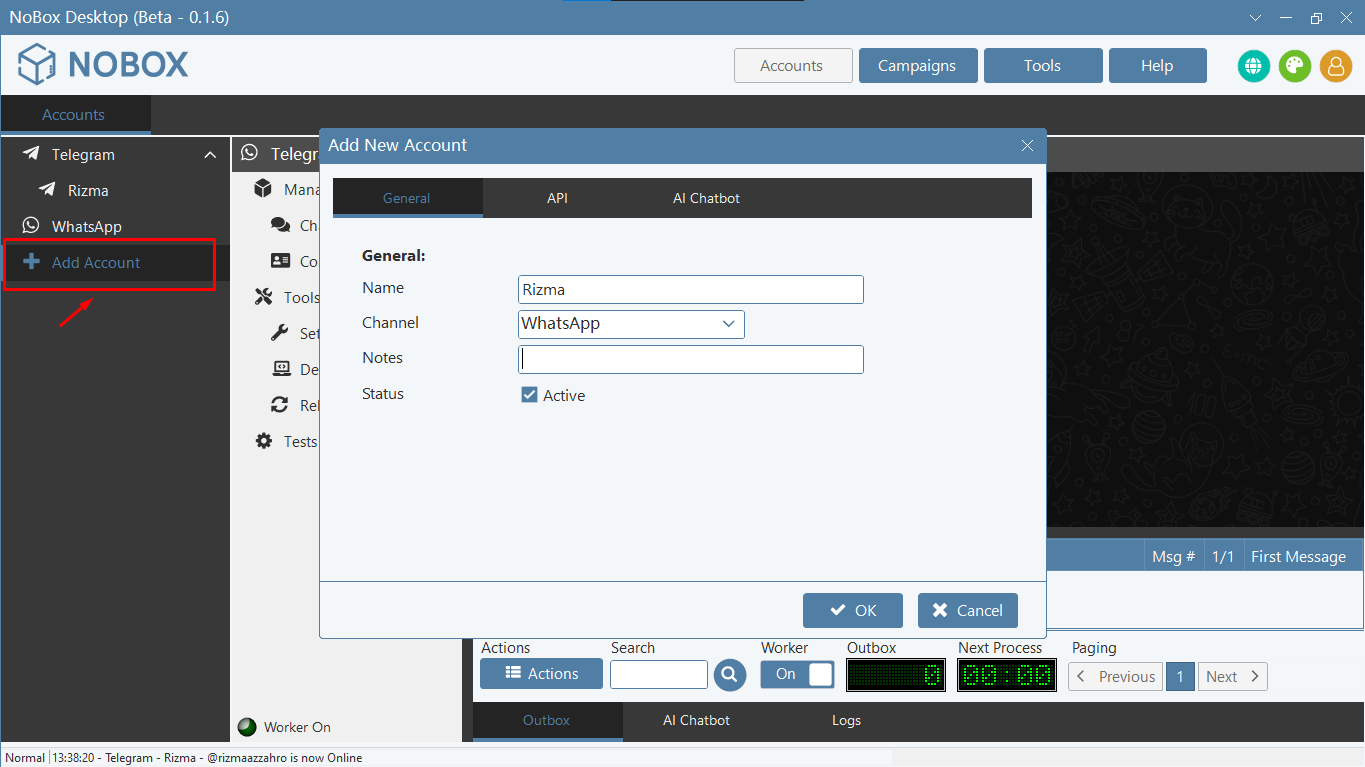 NoBox Desktop (Beta - 0.1.6)
NOBOX
Accounts
Campaigns
Tools
Help
Accounts
Telegram
Rizma
WhatsApp
Add Account
Telegr
Mana
Ch
Co
Tools
Set
De
Rel
Tests
Worker On
Add New Account
General
API
AI Chatbot
General:
Name
Rizma
Channel
WhatsApp
Notes
Status
Active
OK
Cancel
Msg #
1/1
First Message
Actions
Search
Worker
Outbox
Next Process
Paging
Actions
On
0
00:00
Previous
1
Next
Outbox
AI Chatbot
Logs
Normal
13:38:20 - Telegram - Rizma - @rizmaazzahro is now Online